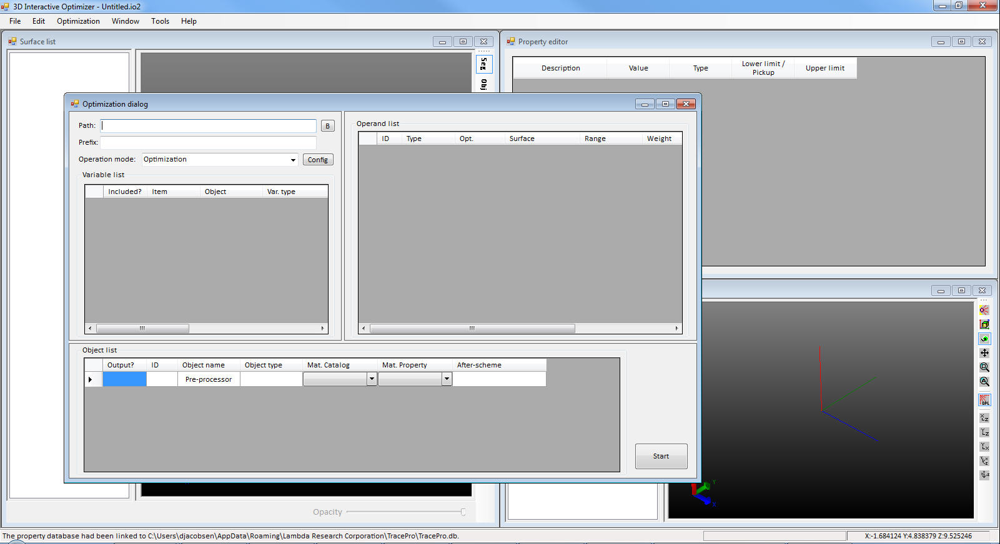 3D Interactive Optimizer - Untitled.io2
File Edit Optimization Window Tools Help
Surface list
Property editor
Seg
Obj
Description Value Type Lower limit / Pickup Upper limit
Optimization dialog
Path:
B
Prefix:
Operation mode: Optimization Config
Variable list
Included? Item Object Var. type
Operand list
ID Type Opt. Surface Range Weight
Object list
Output? ID Object name Object type Mat. Catalog Mat. Property After-scheme
Pre-processor
Start
DPL
X Z
Y Z
Y X
Y
Opacity
The property database had been linked to C:\Users\djacobsen\AppData\Roaming\Lambda Research Corporation\TracePro\TracePro.db.
X:-1.684124 Y:4.838379 Z:9.525246